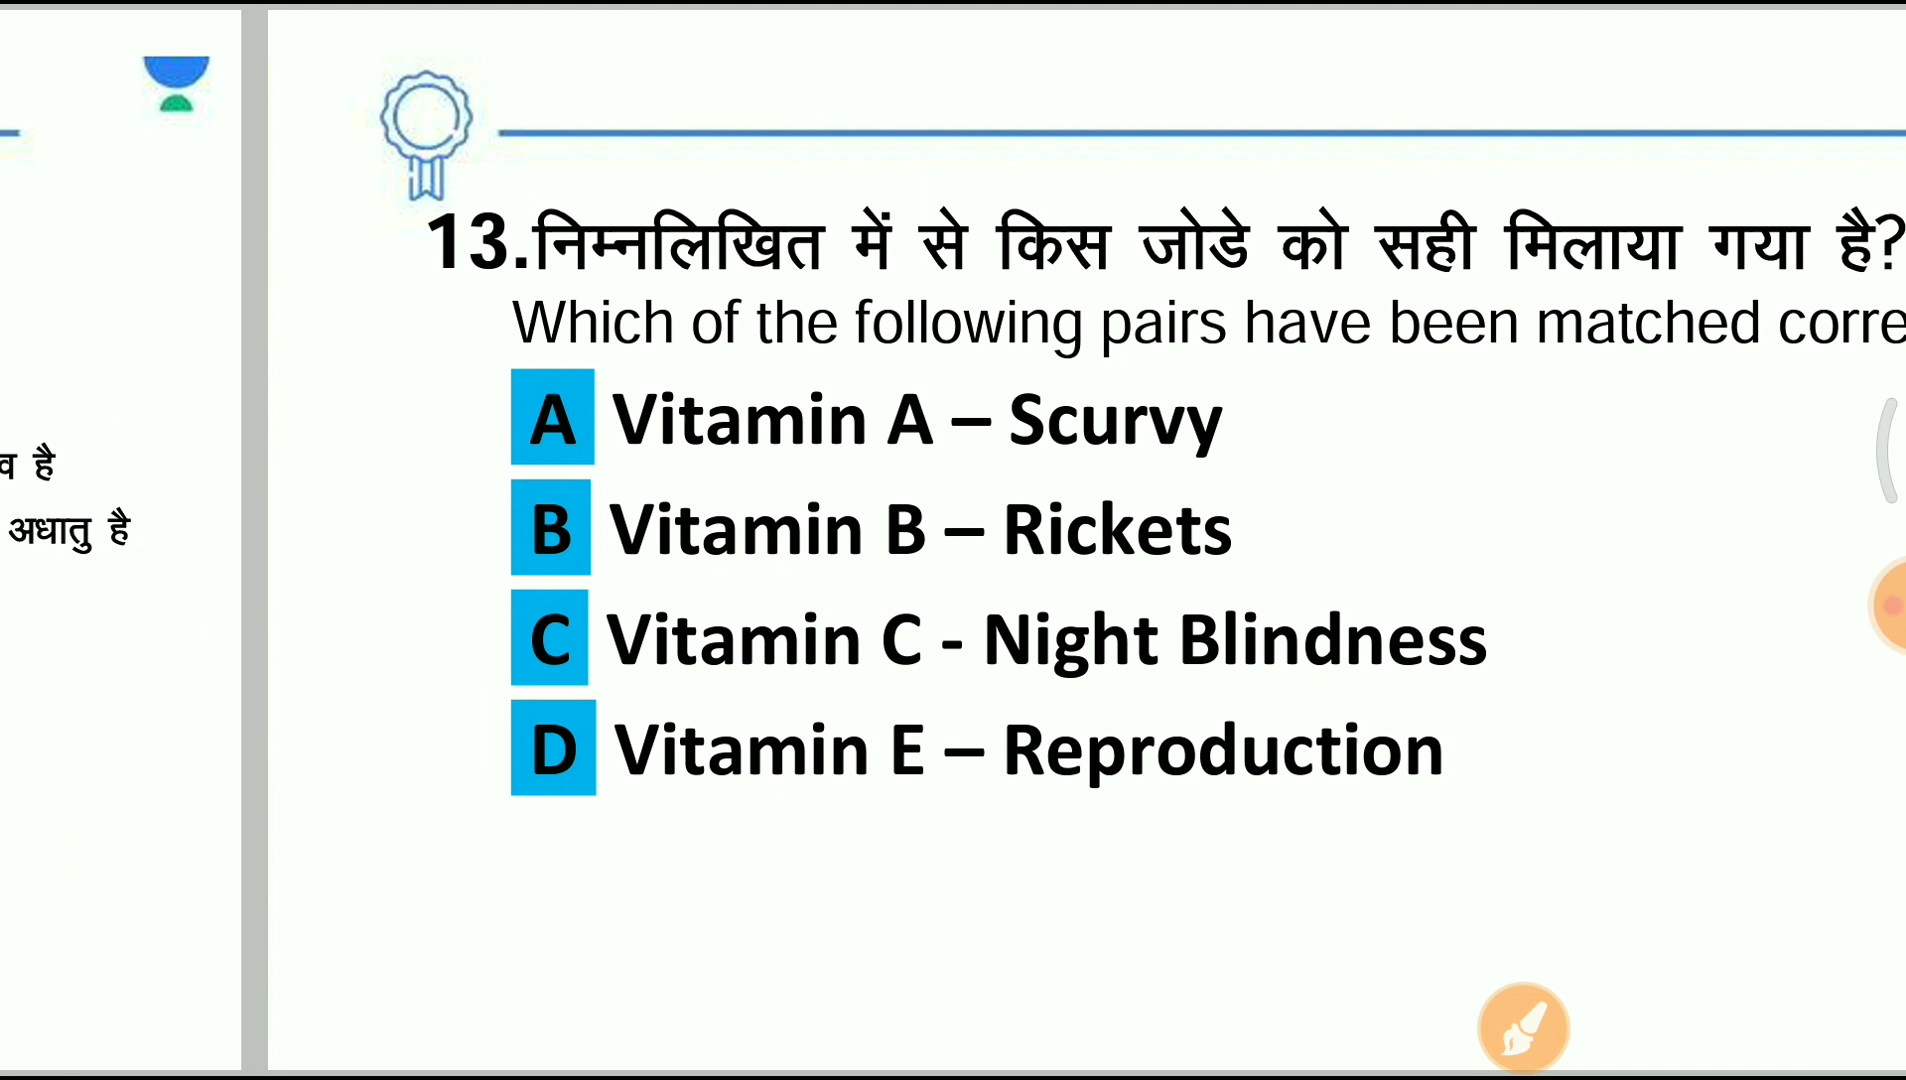 व है
अधातु है
13.निम्नलिखित में से किस जोडे को सही मिलाया गया है?
Which of the following pairs have been matched corre
A Vitamin A – Scurvy
B Vitamin B – Rickets
C Vitamin C - Night Blindness
D Vitamin E – Reproduction